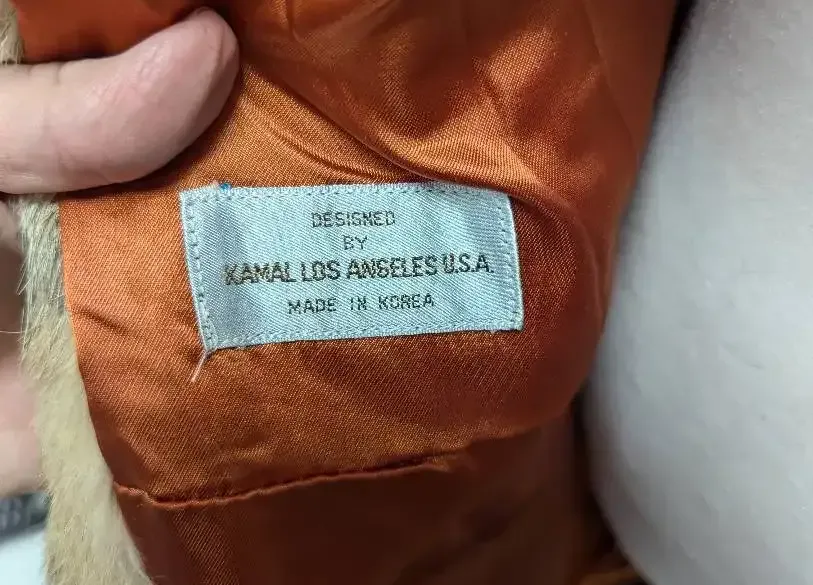 DESIGNED
BY
KAMAL LOS ANGELES U.S.A.
MADE IN KOREA